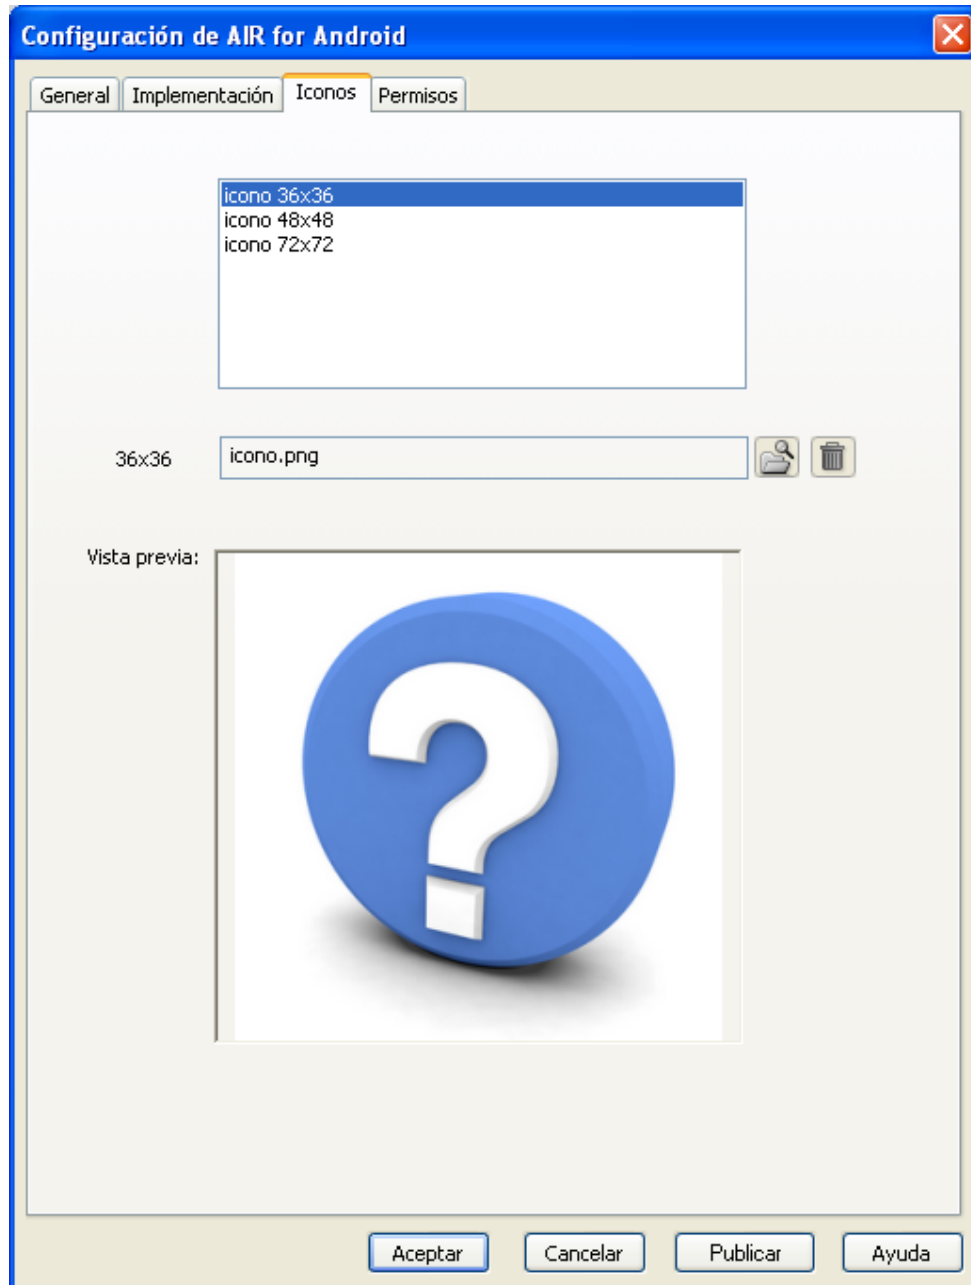 Configuración de AIR for Android
General Implementación Iconos Permisos
icono 36x36
icono 48x48
icono 72x72
36x36 icono.png
Vista previa:
?
Aceptar Cancelar Publicar Ayuda